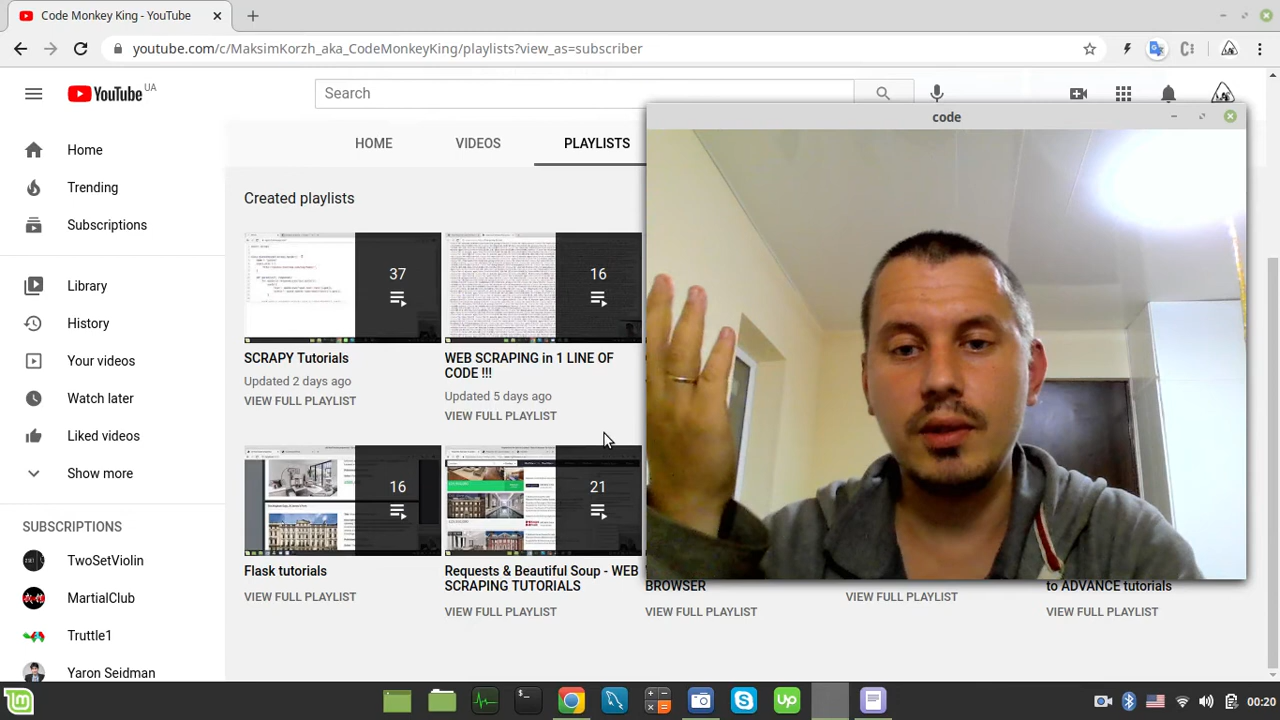 Code Monkey King - YouTube
youtube.com/c/MaksimKorzh_aka_CodeMonkeyKing/playlists?view_as=subscriber
YouTube UA
Search
code
Home
Trending
Subscriptions
Library
History
Your videos
Watch later
Liked videos
Show more
SUBSCRIPTIONS
TwoSetViolin
MartialClub
Truttle1
Yaron Seidman
HOME VIDEOS PLAYLISTS
Created playlists
37
SCRAPY Tutorials
Updated 2 days ago
VIEW FULL PLAYLIST
16
WEB SCRAPING in 1 LINE OF
CODE !!!
Updated 5 days ago
VIEW FULL PLAYLIST
16
Flask tutorials
VIEW FULL PLAYLIST
21
Requests & Beautiful Soup - WEB
SCRAPING TUTORIALS
VIEW FULL PLAYLIST
BROWSER
VIEW FULL PLAYLIST
VIEW FULL PLAYLIST
to ADVANCE tutorials
VIEW FULL PLAYLIST
Up
00:20